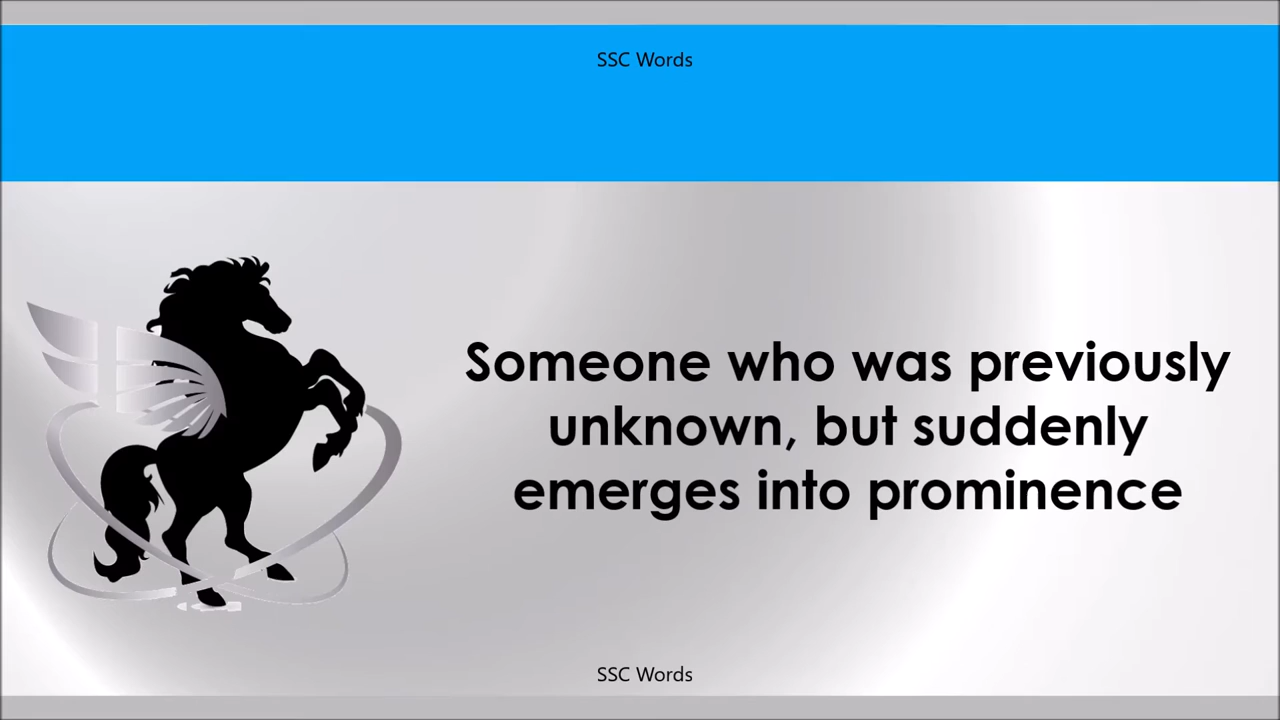 SSC Words
Someone who was previously
unknown, but suddenly
emerges into prominence
SSC Words